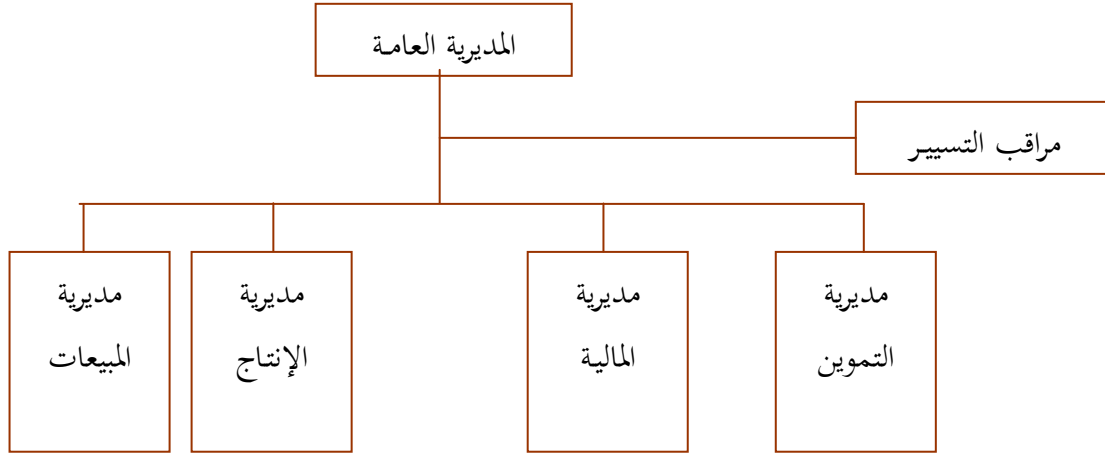 المديرية العامة
مراقب التسيير
مديرية
التموين
مديرية
المالية
مديرية
الإنتاج
مديرية
المبيعات